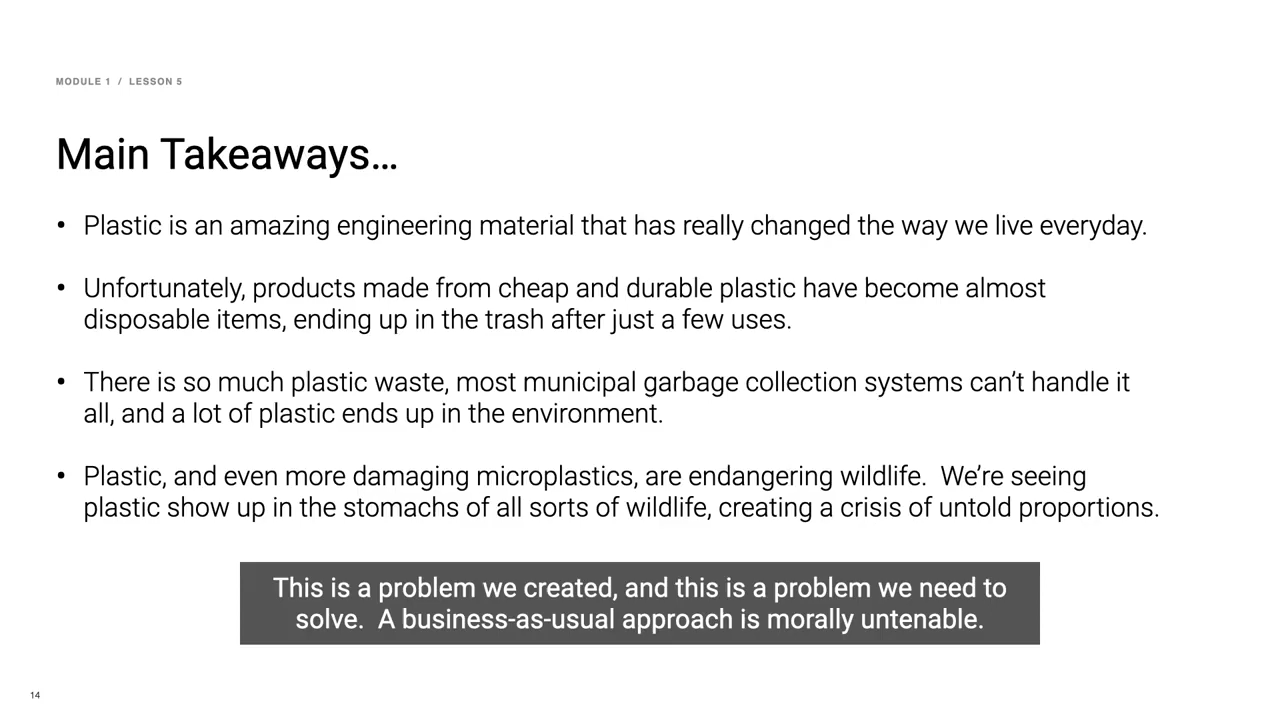 MODULE 1 / LESSON 5
Main Takeaways…
• Plastic is an amazing engineering material that has really changed the way we live everyday.
• Unfortunately, products made from cheap and durable plastic have become almost
disposable items, ending up in the trash after just a few uses.
• There is so much plastic waste, most municipal garbage collection systems can’t handle it
all, and a lot of plastic ends up in the environment.
• Plastic, and even more damaging microplastics, are endangering wildlife.  We’re seeing
plastic show up in the stomachs of all sorts of wildlife, creating a crisis of untold proportions.
This is a problem we created, and this is a problem we need to
solve.  A business-as-usual approach is morally untenable.
14